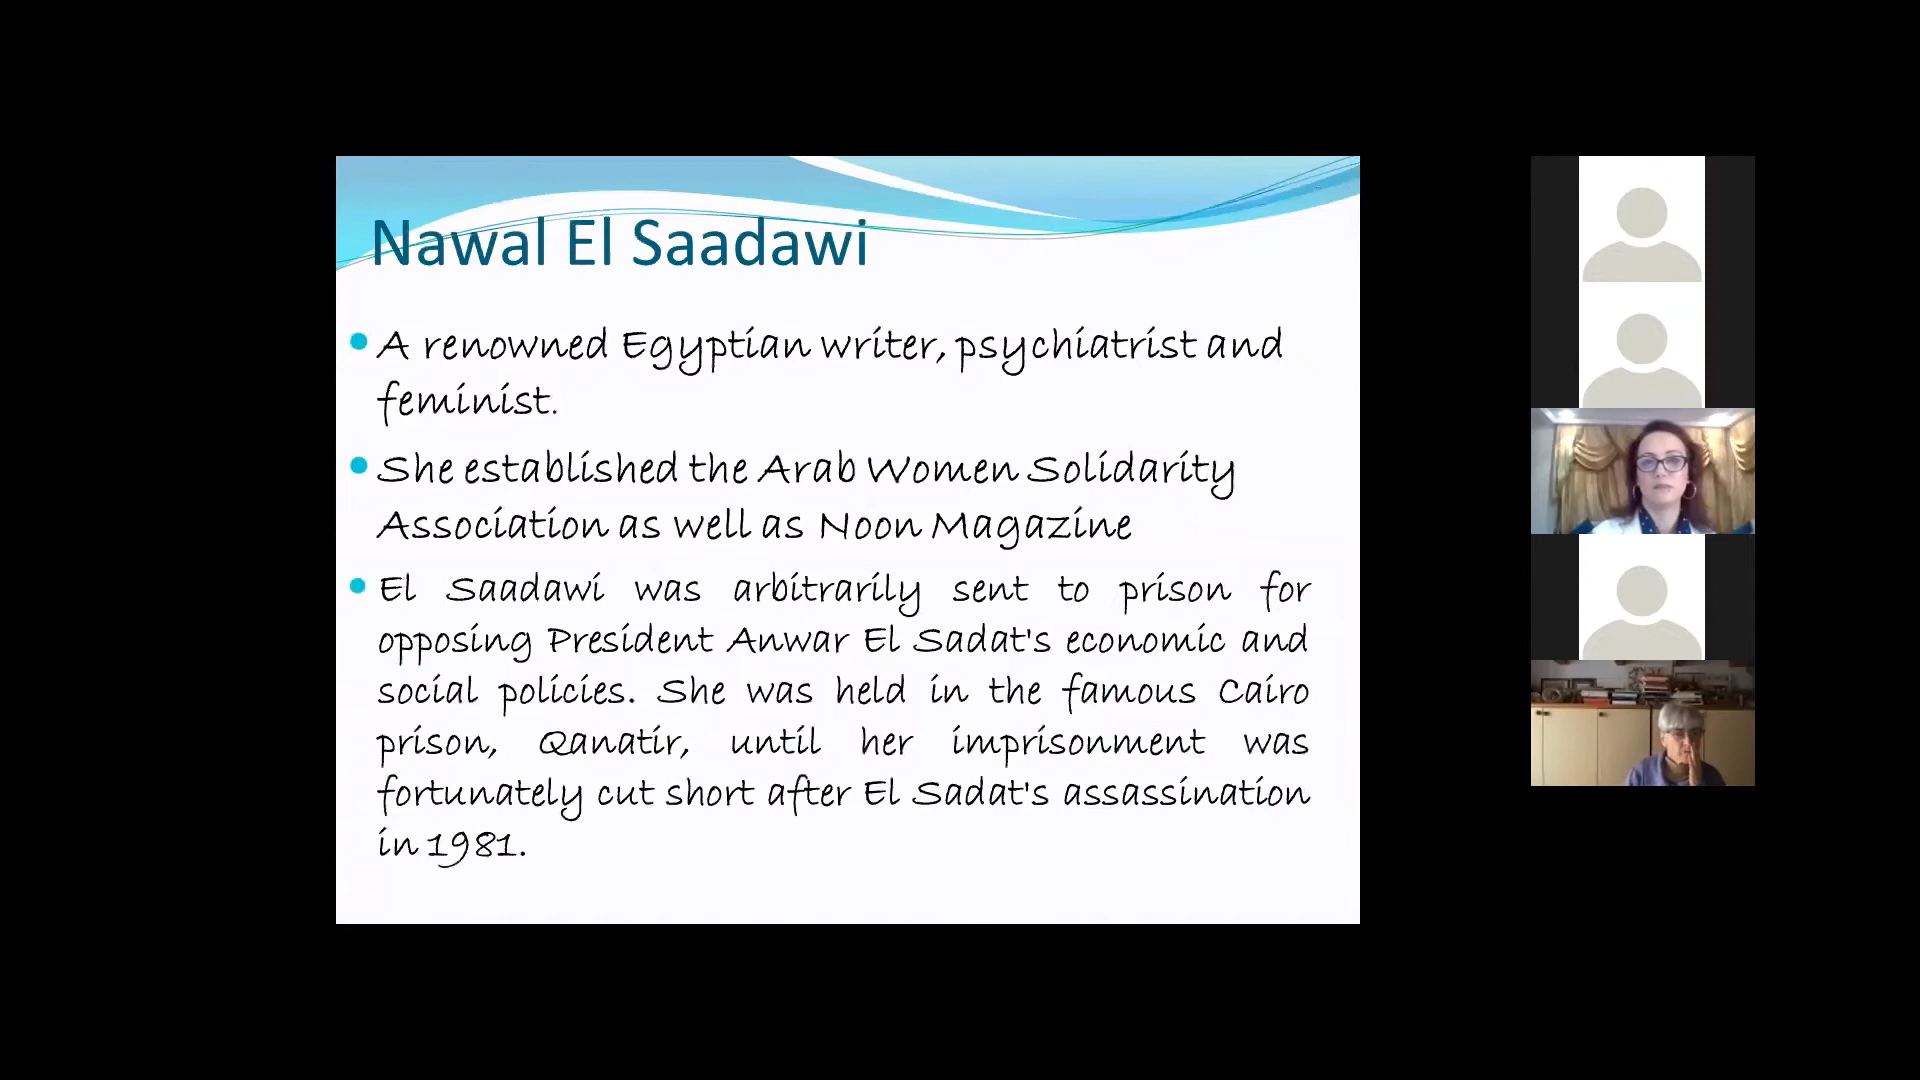 Nawal El Saadawi
A renowned Egyptian writer, psychiatrist and
feminist.
She established the Arab Women Solidarity
Association as well as Noon Magazine
El Saadawi was arbitrarily sent to prison for
opposing President Anwar El Sadat's economic and
social policies. She was held in the famous Cairo
prison, Qanatir, until her imprisonment was
fortunately cut short after El Sadat's assassination
in 1981.